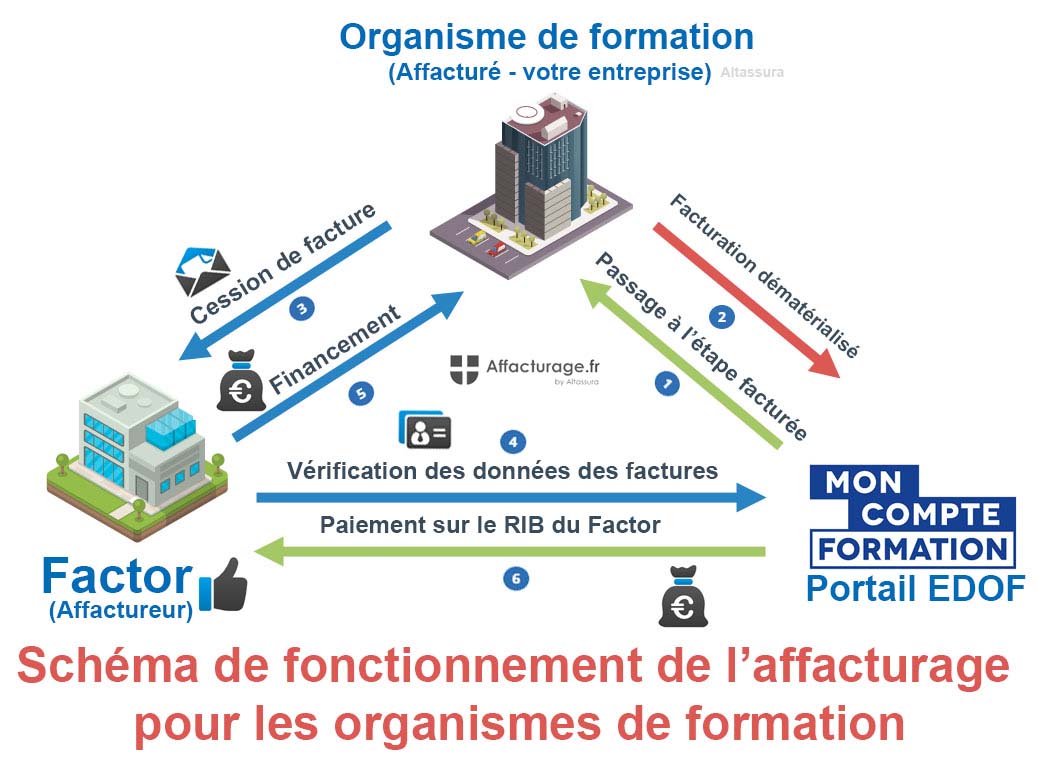 Organisme de formation
(Affacturé - votre entreprise) Altassura
Facturation dématérialisé
2
Cession de facture
3
Passage à l'étape facturée
1
Financement
5
Affacturage.fr
by Altassura
€
4
Vérification des données des factures
Paiement sur le RIB du Factor
6
€
MON
COMPTE
FORMATION
Portail EDOF
Factor
(Affactureur)
Schéma de fonctionnement de l'affacturage
pour les organismes de formation